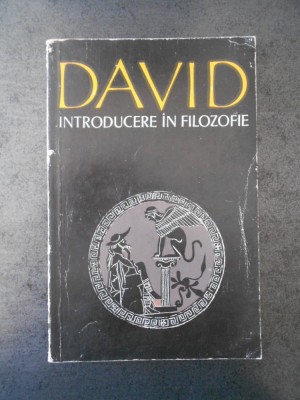 DAVID
INTRODUCERE ÎN FILOZOFIE